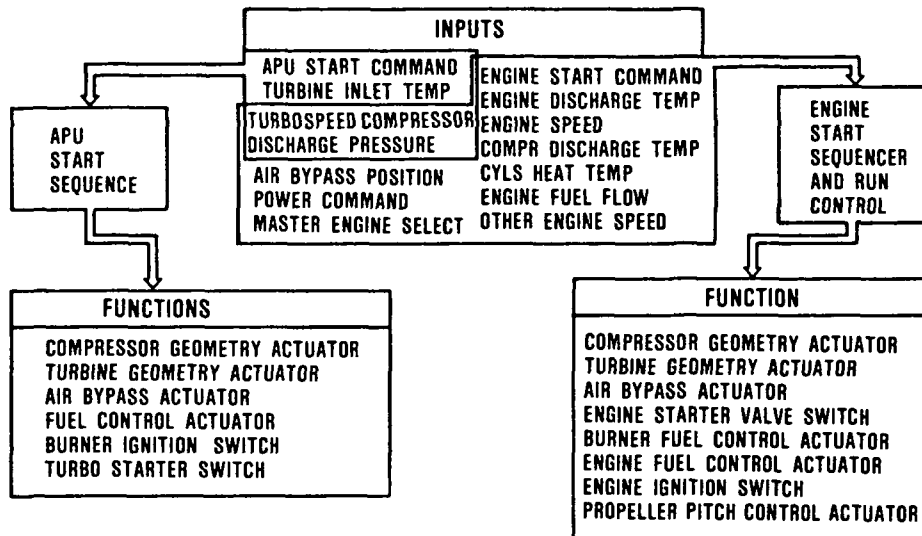 INPUTS
APU START COMMAND
TURBINE INLET TEMP
TURBOSPEED COMPRESSOR
DISCHARGE PRESSURE
AIR BYPASS POSITION
POWER COMMAND
MASTER ENGINE SELECT
ENGINE START COMMAND
ENGINE DISCHARGE TEMP
ENGINE SPEED
COMPR DISCHARGE TEMP
CYLS HEAT TEMP
ENGINE FUEL FLOW
OTHER ENGINE SPEED
APU
START
SEQUENCE
ENGINE
START
SEQUENCER
AND RUN
CONTROL
FUNCTIONS
COMPRESSOR GEOMETRY ACTUATOR
TURBINE GEOMETRY ACTUATOR
AIR BYPASS ACTUATOR
FUEL CONTROL ACTUATOR
BURNER IGNITION SWITCH
TURBO STARTER SWITCH
FUNCTION
COMPRESSOR GEOMETRY ACTUATOR
TURBINE GEOMETRY ACTUATOR
AIR BYPASS ACTUATOR
ENGINE STARTER VALVE SWITCH
BURNER FUEL CONTROL ACTUATOR
ENGINE FUEL CONTROL ACTUATOR
ENGINE IGNITION SWITCH
PROPELLER PITCH CONTROL ACTUATOR